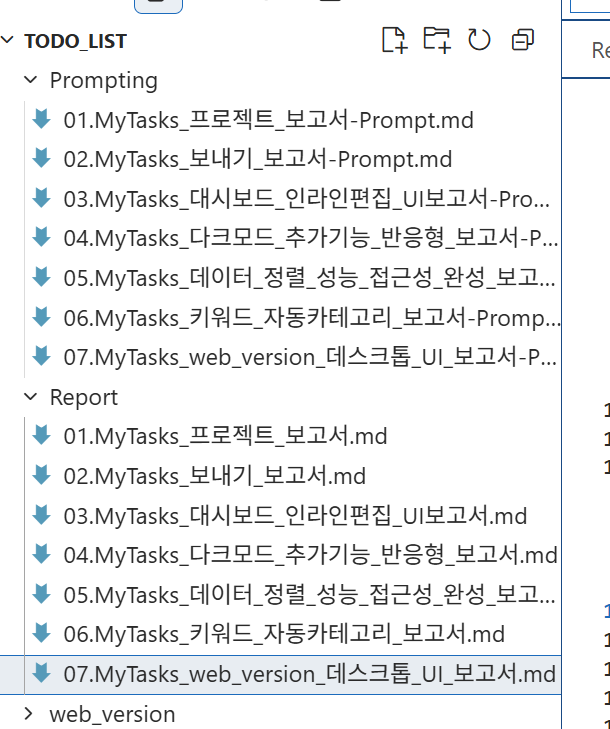 TODO_LIST
Re
Prompting
01.MyTasks_프로젝트_보고서-Prompt.md
02.MyTasks_보내기_보고서-Prompt.md
03.MyTasks_대시보드_인라인편집_UI보고서-Pro...
04.MyTasks_다크모드_추가기능_반응형_보고서-P...
05.MyTasks_데이터_정렬_성능_접근성_완성_보고...
06.MyTasks_키워드_자동카테고리_보고서-Promp...
07.MyTasks_web_version_데스크톱_UI_보고서-P...
Report
01.MyTasks_프로젝트_보고서.md
1
02.MyTasks_보내기_보고서.md
1
1
03.MyTasks_대시보드_인라인편집_UI보고서.md
04.MyTasks_다크모드_추가기능_반응형_보고서.md
05.MyTasks_데이터_정렬_성능_접근성_완성_보고...
1
06.MyTasks_키워드_자동카테고리_보고서.md
1
07.MyTasks_web_version_데스크톱_UI_보고서.md
1
1
web_version
1